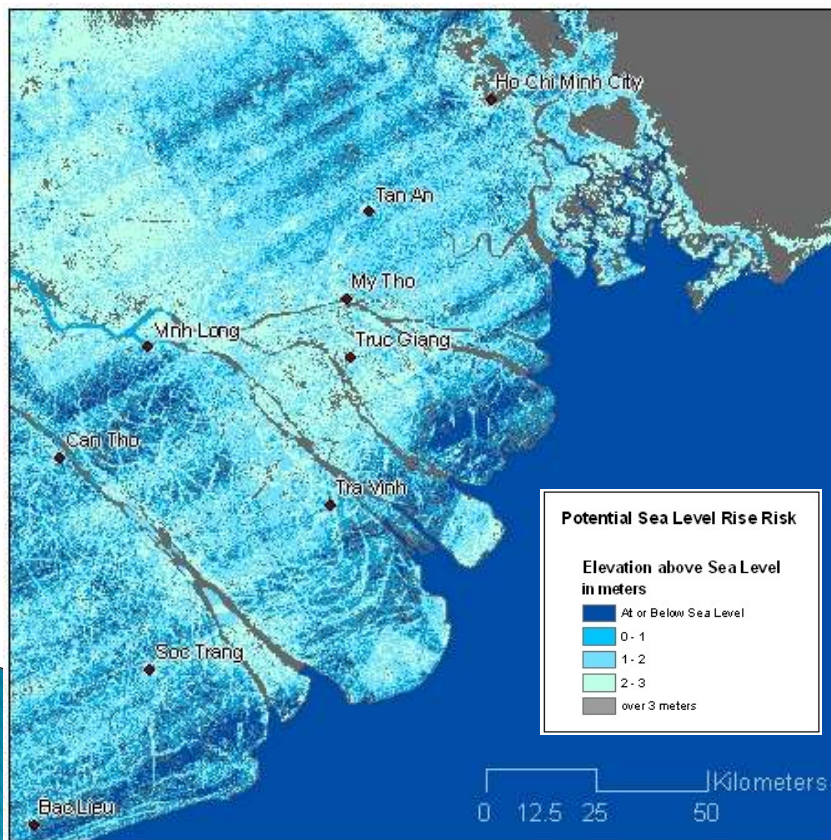 Ho Chi Minh City
Tan An
My Tho
Vinh Long
Truc Giang
Can Tho
Tra Vinh
Potential Sea Level Rise Risk
Elevation above Sea Level
in meters
At or Below Sea Level
0 - 1
1 - 2
2 - 3
over 3 meters
Soc Trang
Bac Lieu
Kilometers
0 12.5 25 50